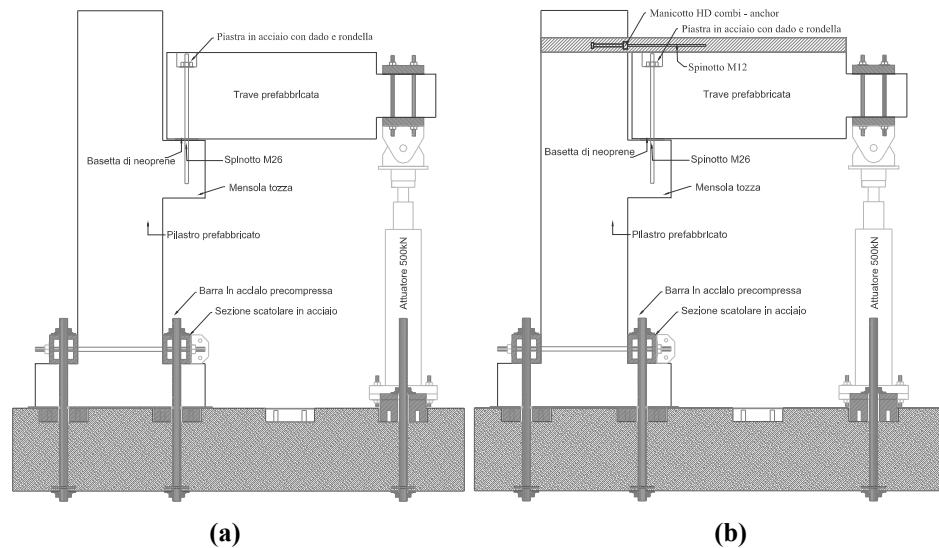 Piastra in acciaio con dado e rondella
Trave prefabbricata
Basetta di neoprene
Spinotto M26
Mensola tozza
Pilastro prefabbricato
Attuatore 500kN
Barra in acciaio precompressa
Sezione scatolare in acciaio
(a)
Manicotto HD combi - anchor
Piastra in acciaio con dado e rondella
Spinotto M12
Trave prefabbricata
Basetta di neoprene
Spinotto M26
Mensola tozza
Pilastro prefabbricato
Attuatore 500kN
Barra in acciaio precompressa
Sezione scatolare in acciaio
(b)